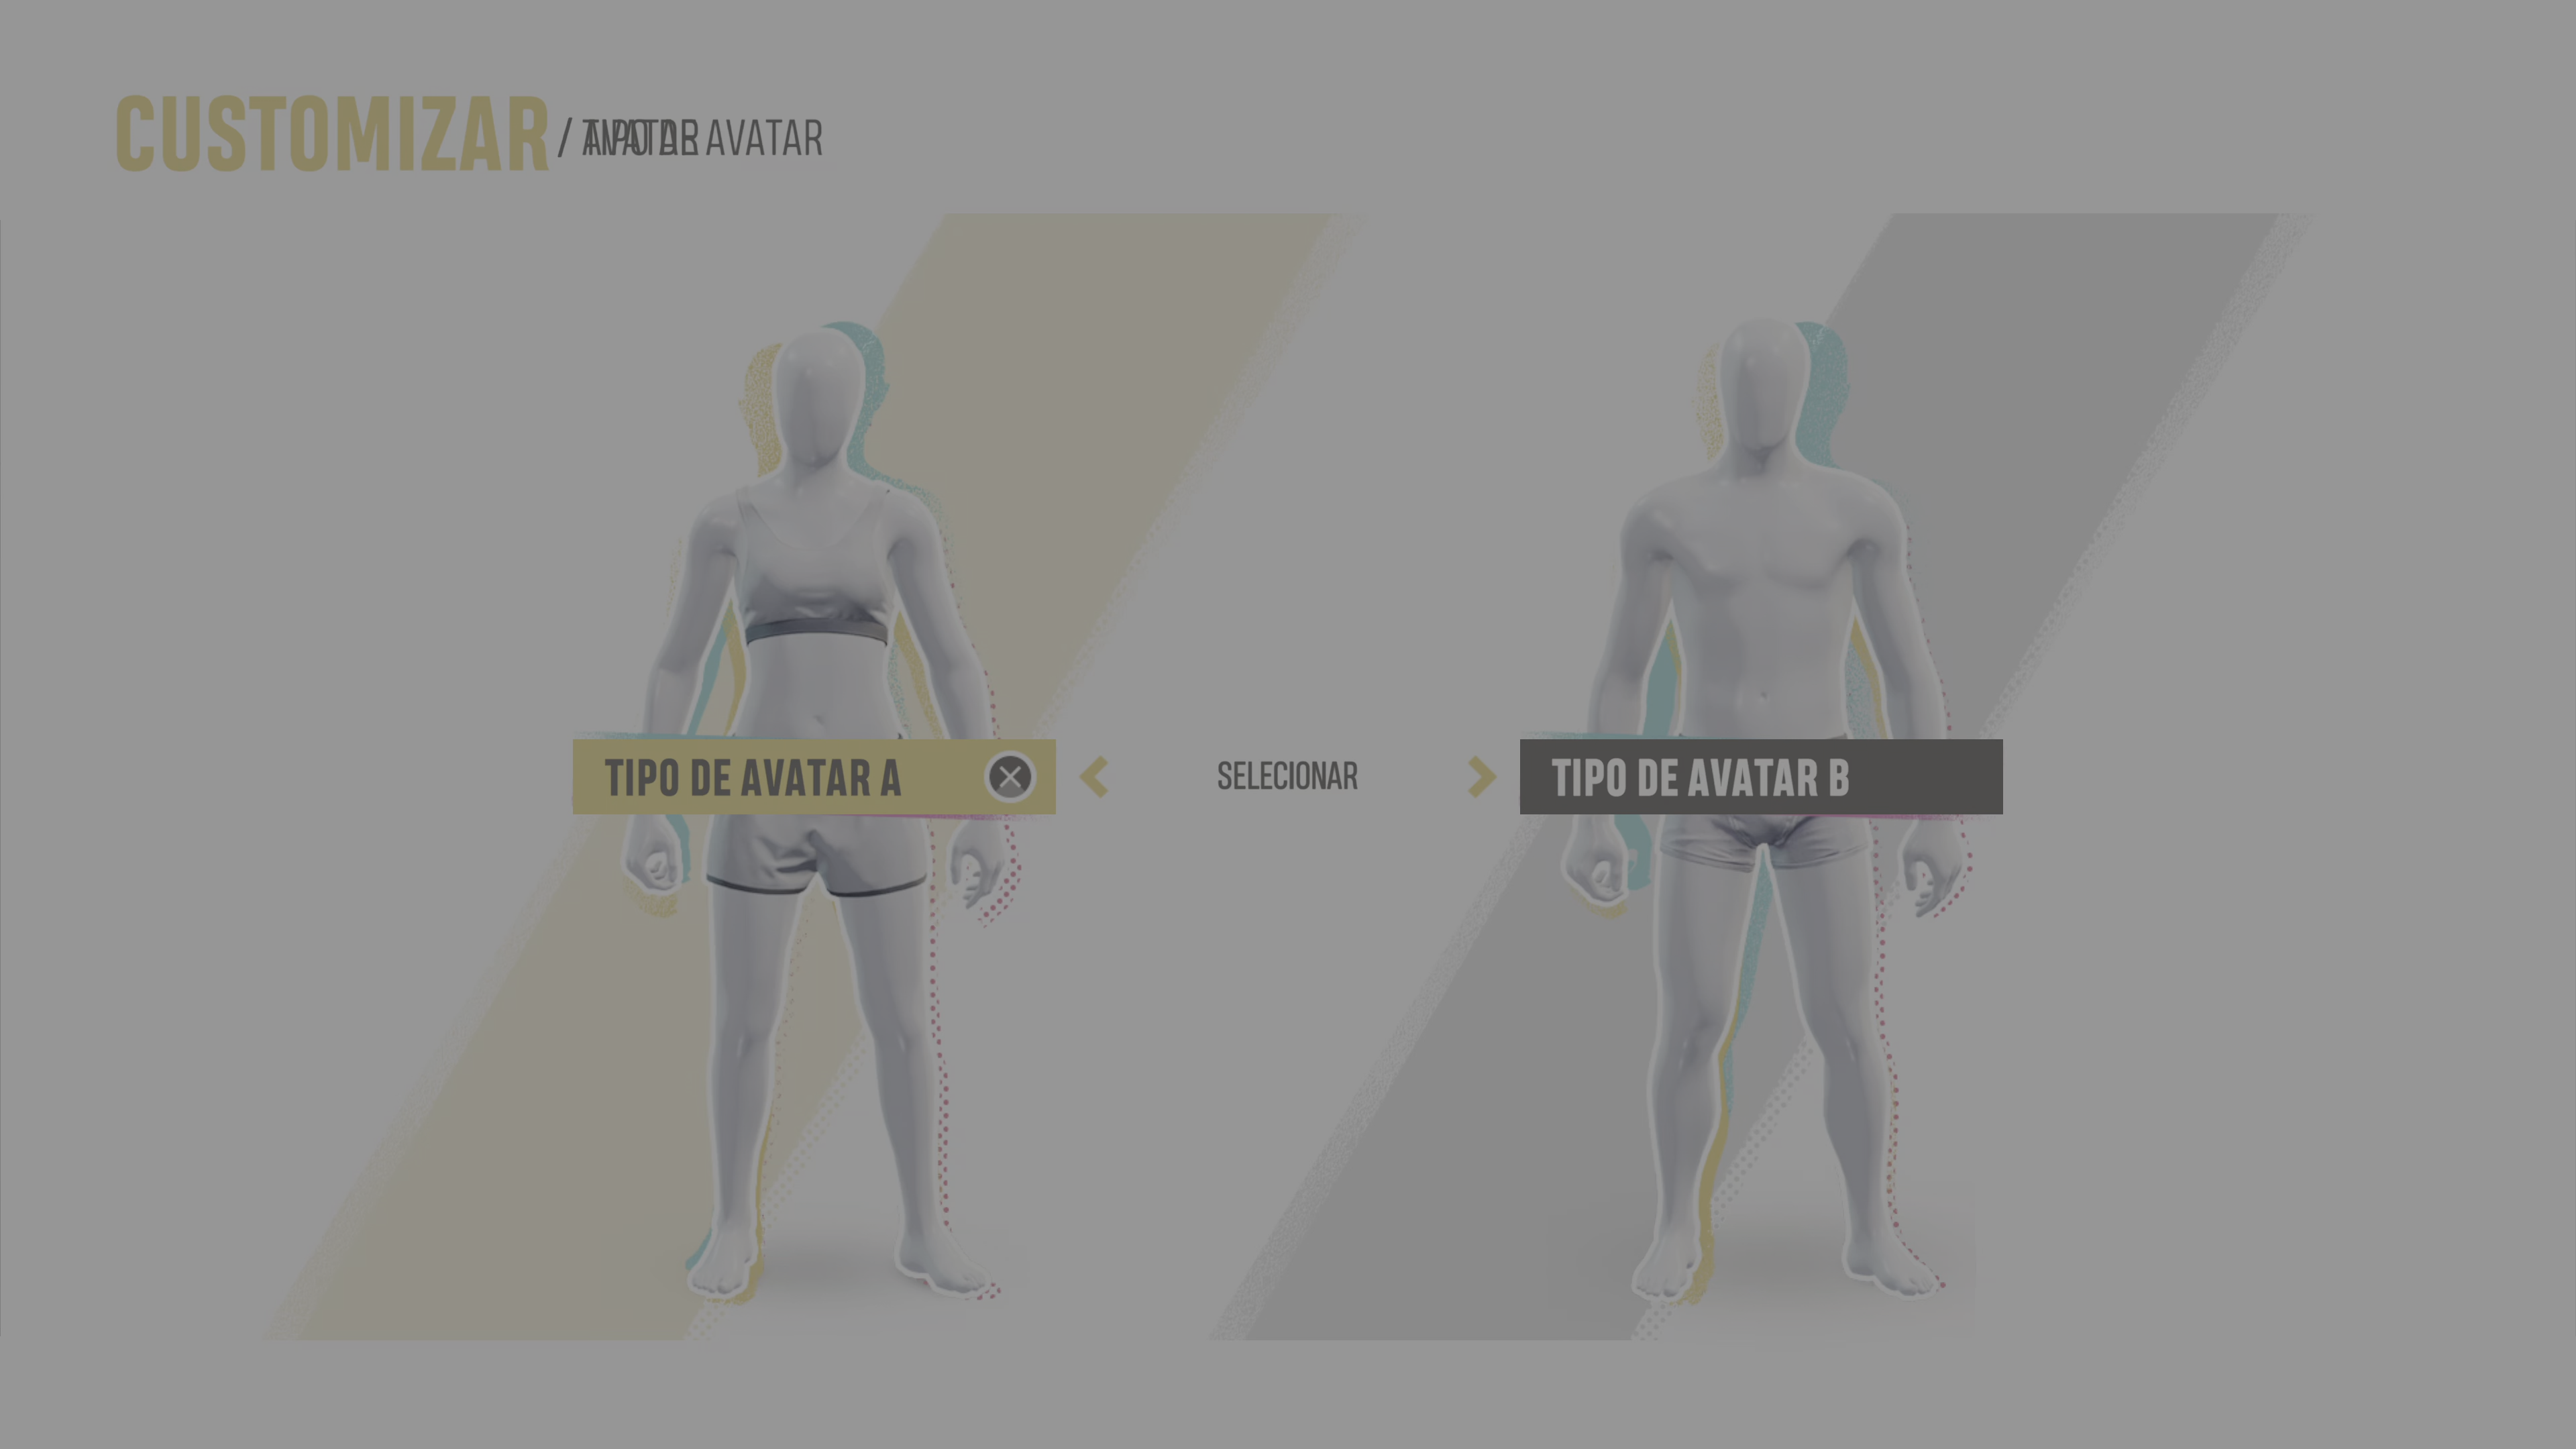 CUSTOMIZAR / AVATAR
TIPO DE AVATAR A
SELECIONAR
TIPO DE AVATAR B